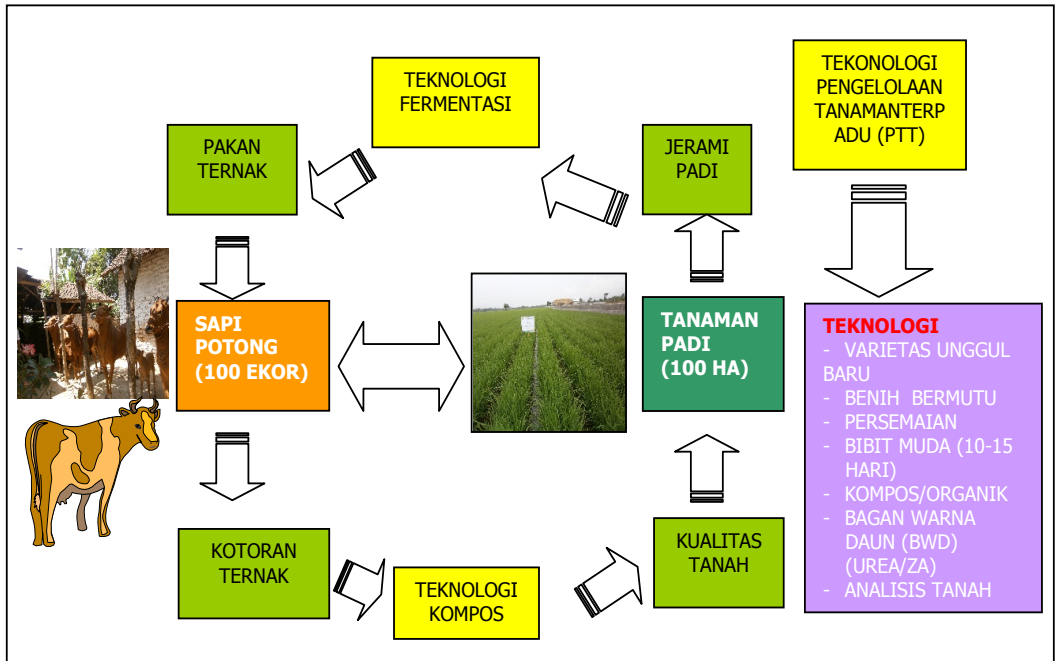 TEKNOLOGI
FERMENTASI
TEKONOLOGI
PENGELOLAAN
TANAMANTERP
ADU (PTT)
PAKAN
TERNAK
JERAMI
PADI
SAPI
POTONG
(100 EKOR)
TANAMAN
PADI
(100 HA)
TEKNOLOGI
- VARIETAS UNGGUL
BARU
- BENIH BERMUTU
- PERSEMAIAN
- BIBIT MUDA (10-15
HARI)
- KOMPOS/ORGANIK
- BAGAN WARNA
DAUN (BWD)
(UREA/ZA)
- ANALISIS TANAH
KOTORAN
TERNAK
TEKNOLOGI
KOMPOS
KUALITAS
TANAH